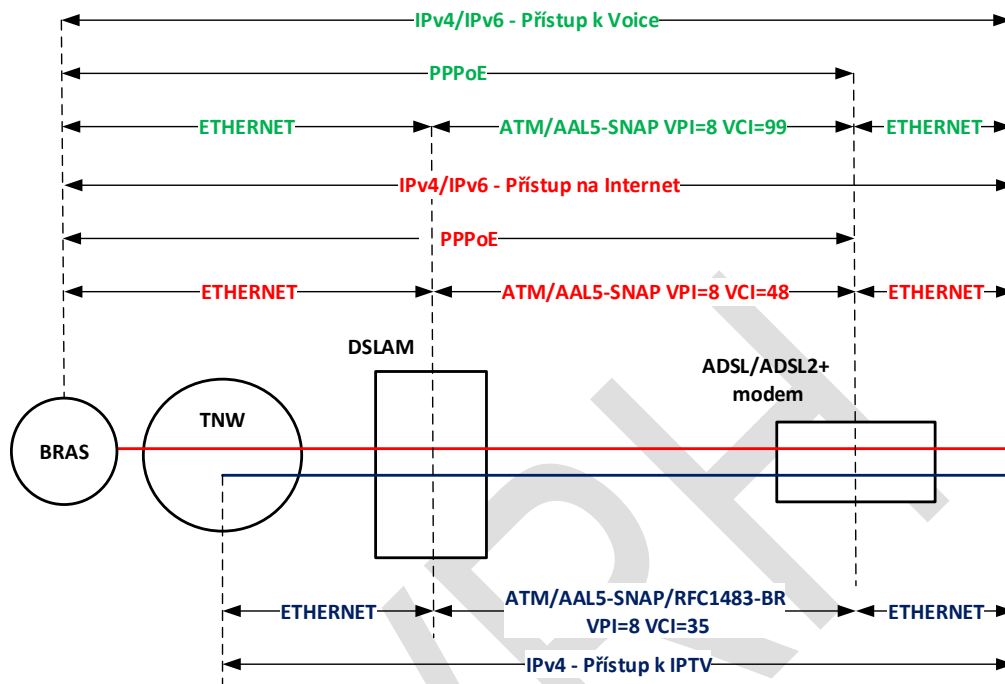 IPv4/IPv6 - Přístup k Voice
PPPoE
ETHERNET
ATM/AAL5-SNAP VPI=8 VCI=99
ETHERNET
IPv4/IPv6 - Přístup na Internet
PPPoE
ETHERNET
ATM/AAL5-SNAP VPI=8 VCI=48
ETHERNET
DSLAM
ADSL/ADSL2+
modem
TNW
BRAS
ETHERNET
ATM/AAL5-SNAP/RFC1483-BR
VPI=8 VCI=35
ETHERNET
IPv4 - Přístup k IPTV